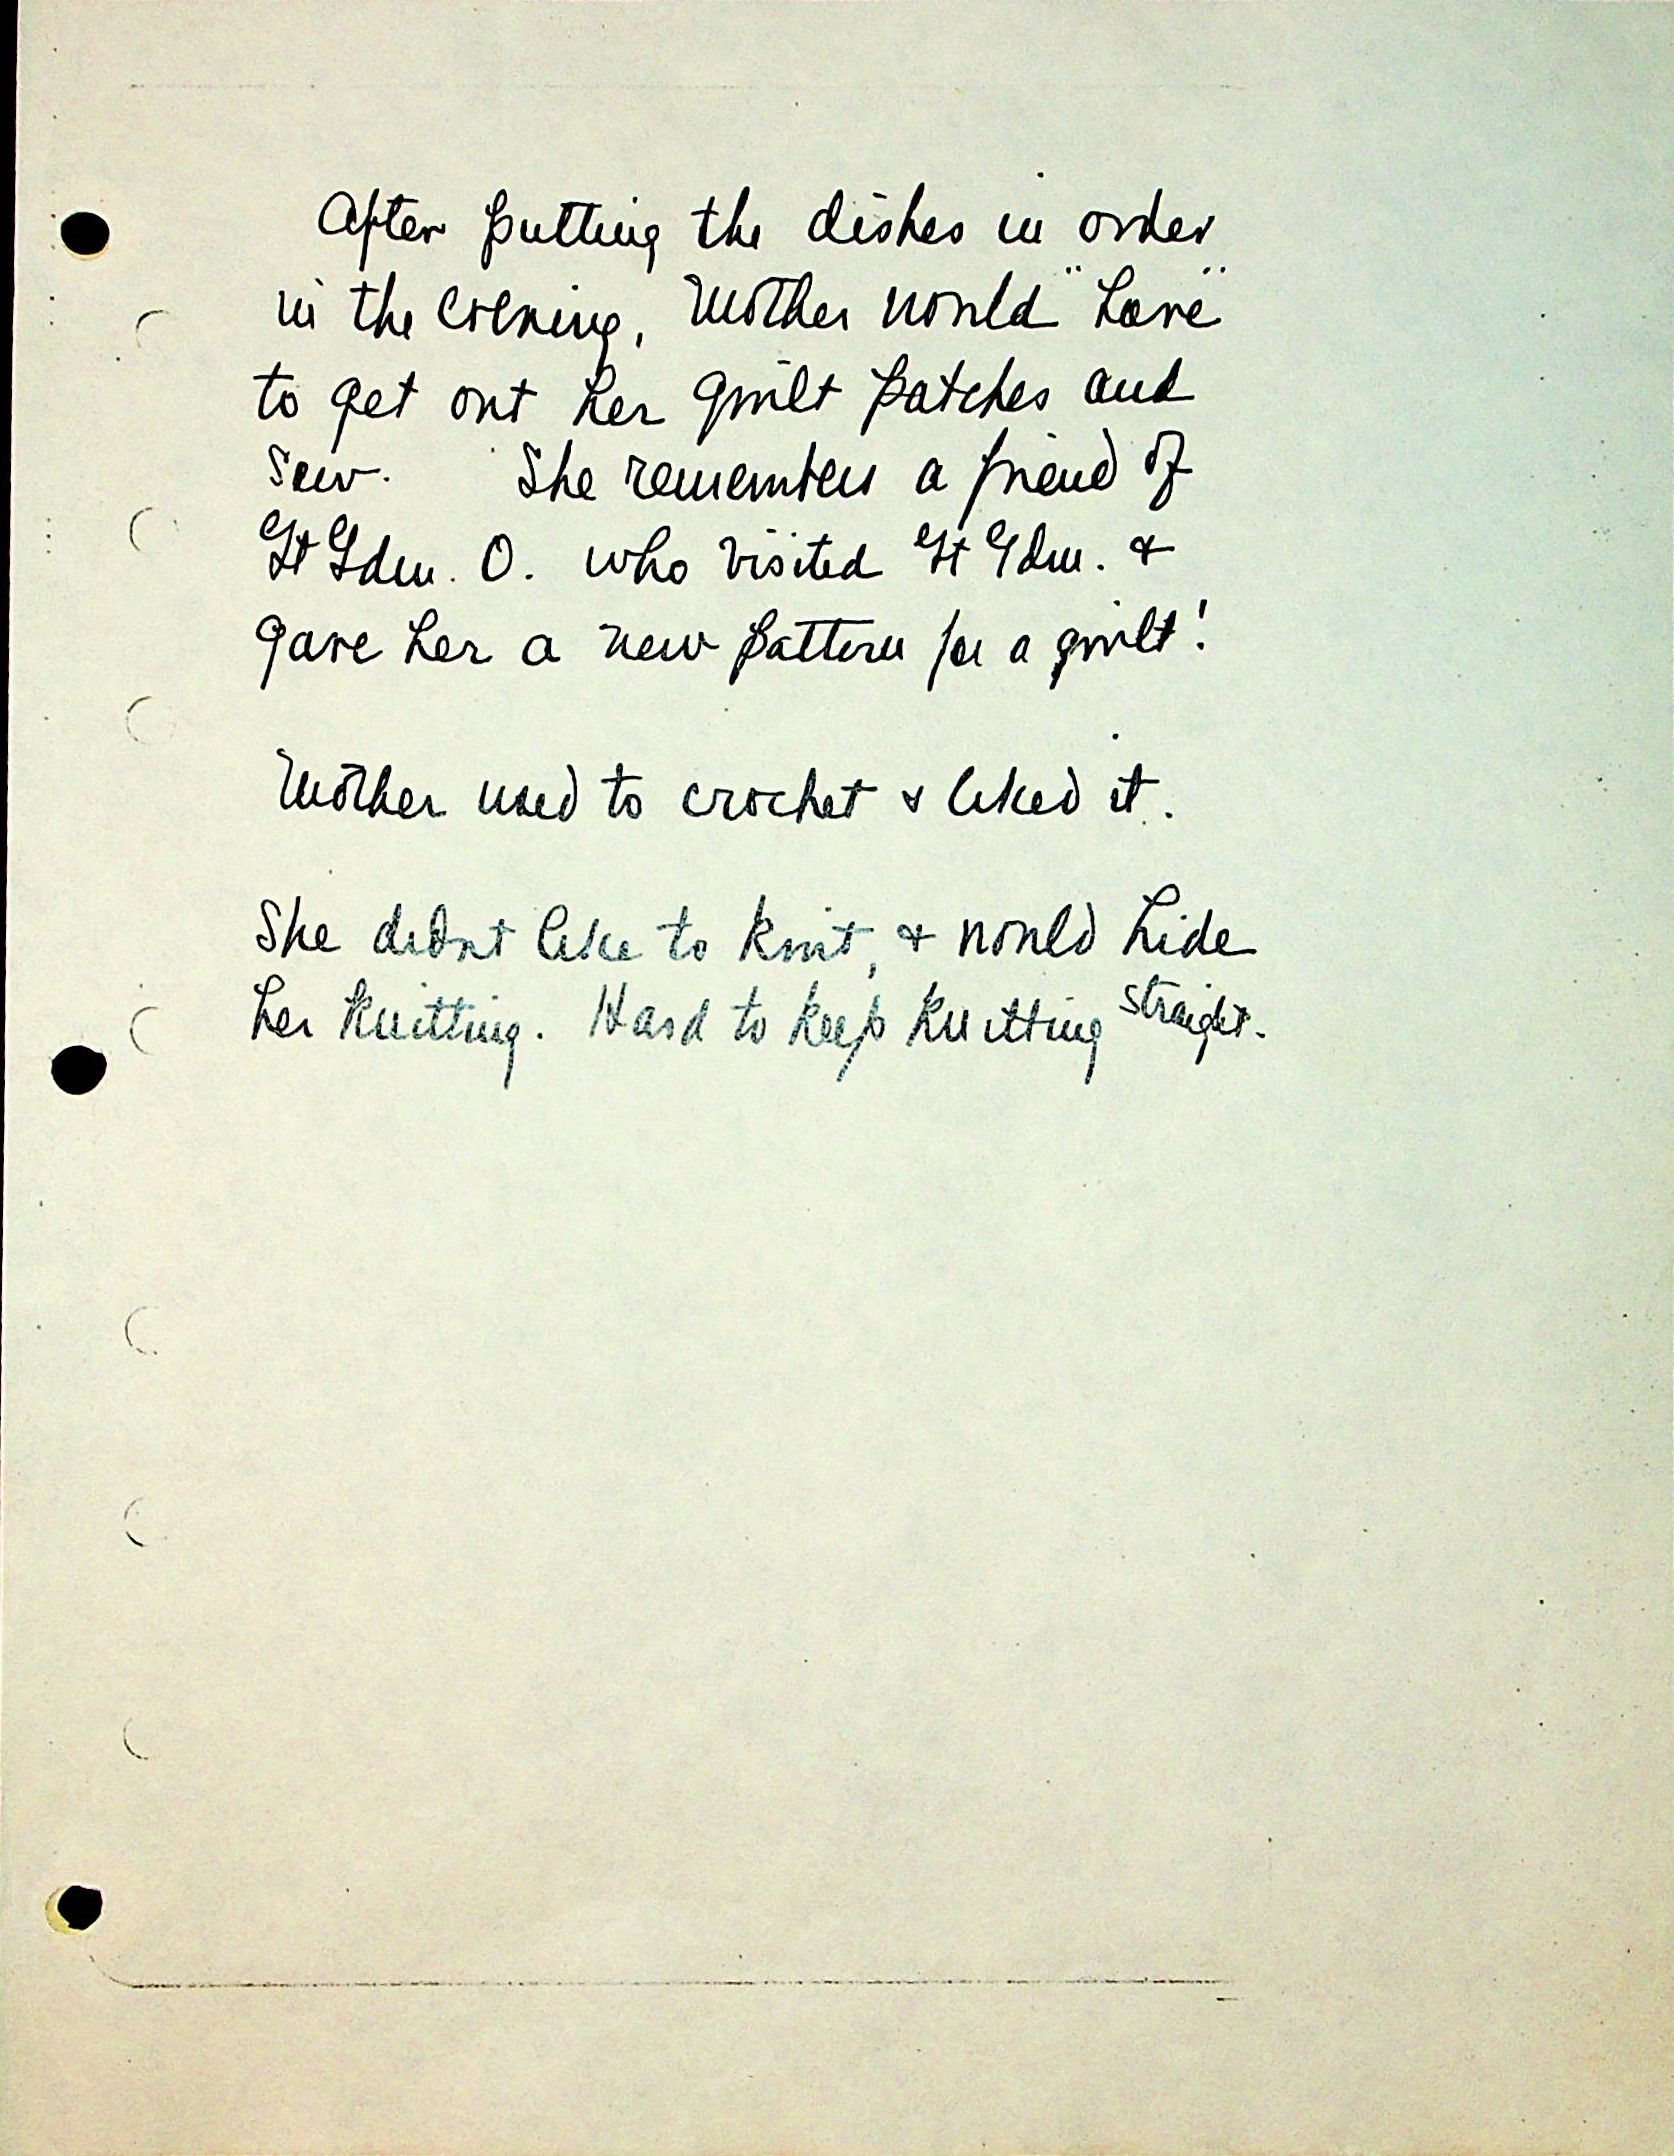 After putting the dishes in order
in the evening, Mother would "have"
to get out her quilt patches and
sew. She remembers a friend of
Gt Gdm. O. who visited Gt Gdm. &
gave her a new pattern for a quilt!
Mother used to crochet & liked it.
She didnt like to knit, & would hide
her knitting. Hard to keep knitting straight.